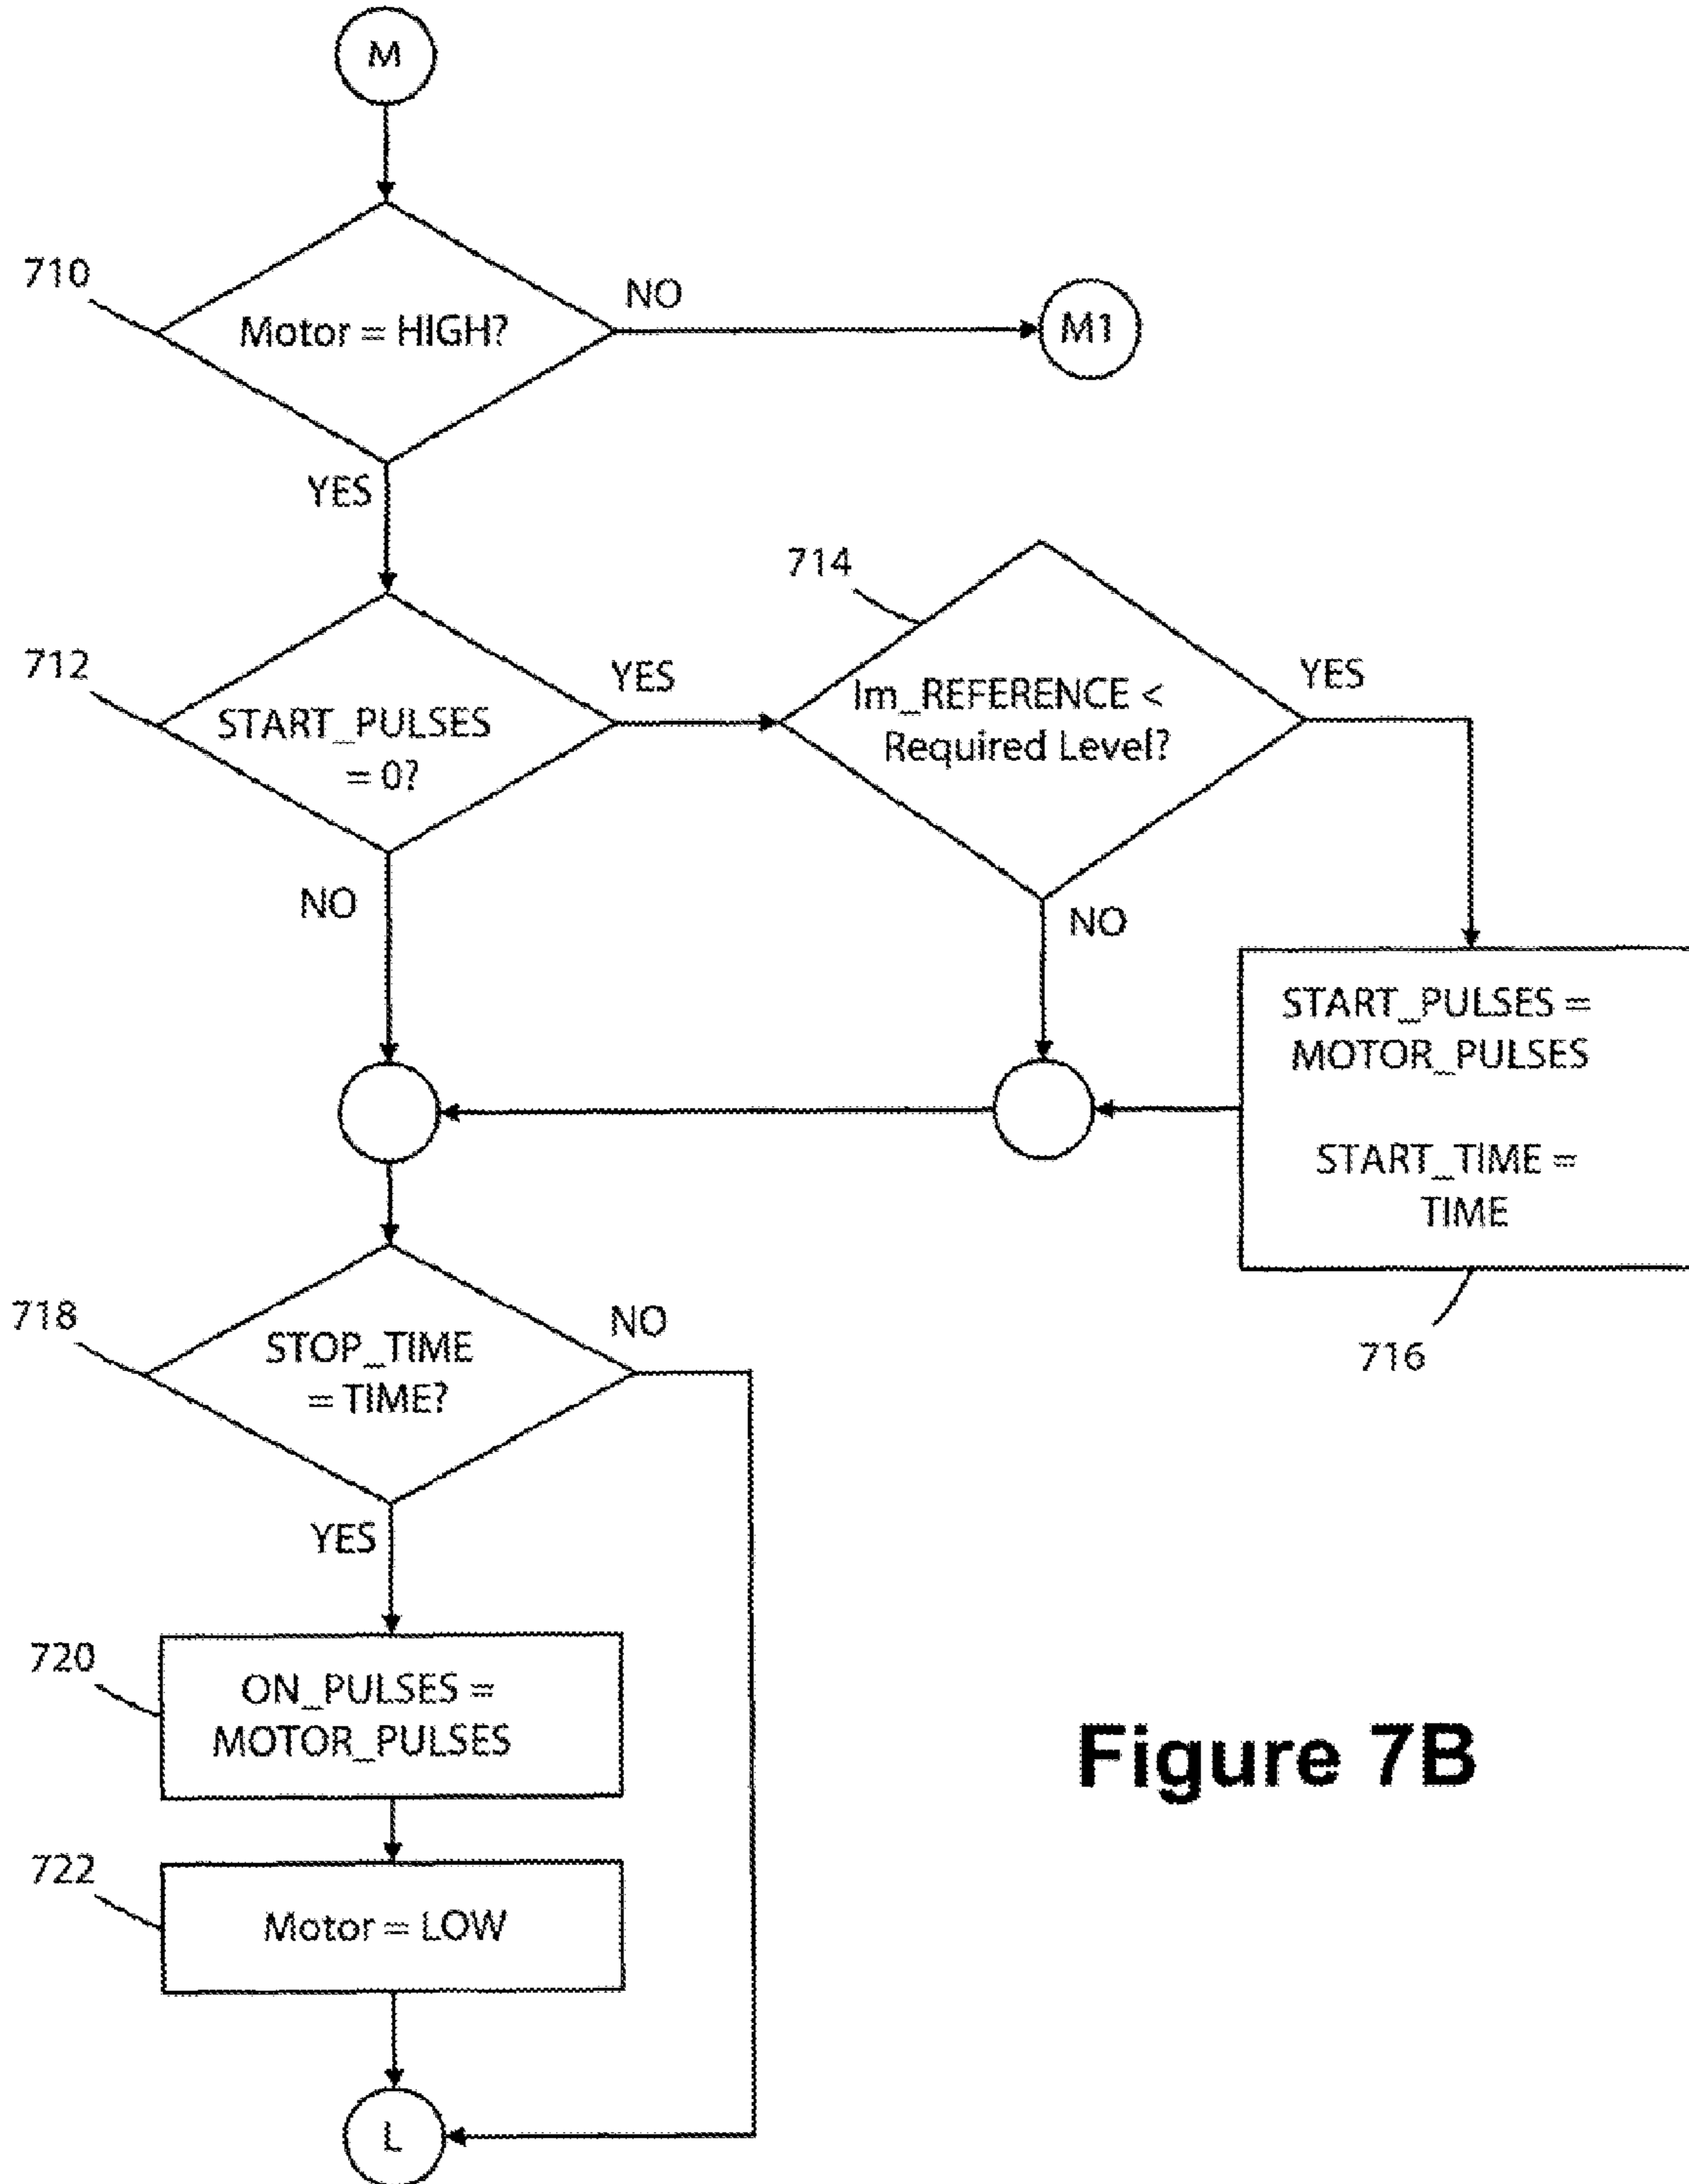 M
710
Motor = HIGH?
NO
M1
YES
714
712
START_PULSES
= 0?
YES
Im_REFERENCE <
Required Level?
YES
NO
NO
START_PULSES =
MOTOR_PULSES
START_TIME =
TIME
716
718
STOP_TIME
= TIME?
NO
YES
720
ON_PULSES =
MOTOR_PULSES
Figure 7B
722
Motor = LOW
L